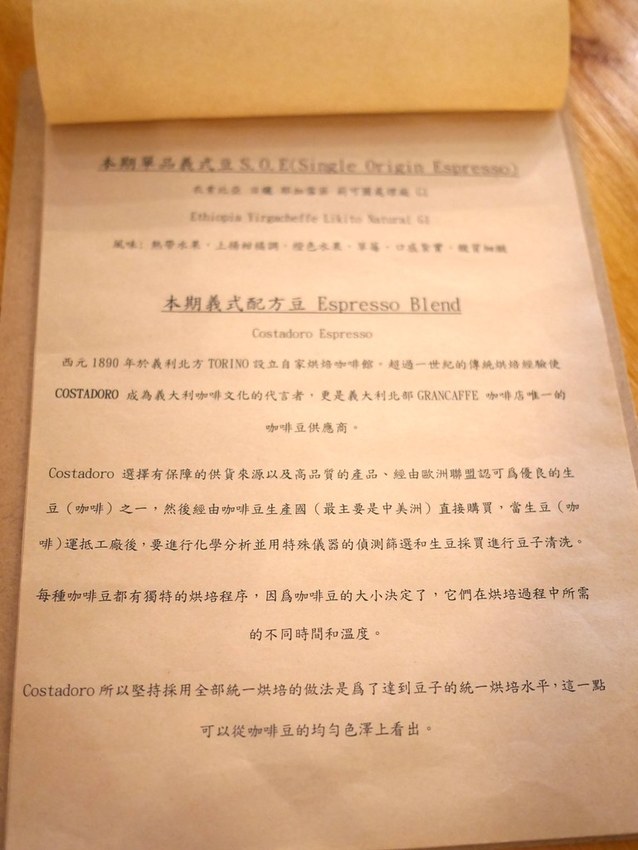 本期單品義式豆 S.O.E(Single Origin Espresso)
衣索比亞 日曬 耶加雪菲 G1
Ethiopia Yirgacheffe Likito Natural G1
風味: 熱帶水果、上揚柑橘調、橙色水果、草莓、口感緊實、酸質細緻
本期義式配方豆 Espresso Blend
Costadoro Espresso
西元 1890 年於義利北方 TORINO 設立自家烘焙咖啡館。超過一世紀的傳統烘焙經驗使
COSTADORO 成為義大利咖啡文化的代言者，更是義大利北部 GRANCAFFE 咖啡店唯一的
咖啡豆供應商。
Costadoro 選擇有保障的供貨來源以及高品質的產品、經由歐洲聯盟認可爲優良的生
豆（咖啡）之一，然後經由咖啡豆生產國（最主要是中美洲）直接購買，當生豆（咖
啡）運抵工廠後，要進行化學分析並用特殊儀器的偵測篩選和生豆採買進行豆子清洗。
每種咖啡豆都有獨特的烘培程序，因爲咖啡豆的大小決定了，它們在烘培過程中所需
的不同時間和溫度。
Costadoro 所以堅持採用全部統一烘培的做法是爲了達到豆子的統一烘培水平，這一點
可以從咖啡豆的均勻色澤上看出。